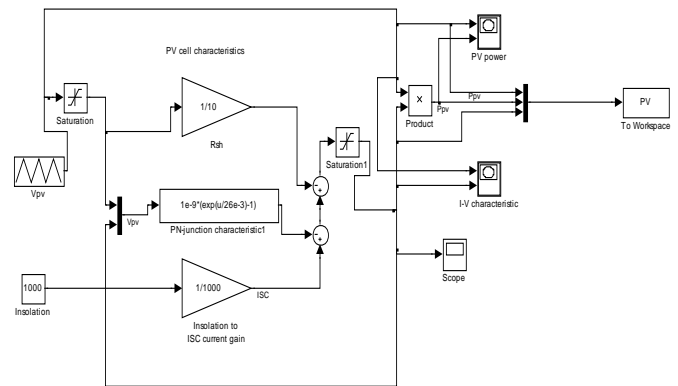 PV cell characteristics
PV power
Saturation
1/10
Rsh
x
Product
Ppv
Ppv
PV
To Workspace
Saturation1
Vpv
1e-9*(exp(u/26e-3)-1)
Vpv
PN-junction characteristic1
I-V characteristic
1000
Insolation
1/1000
ISC
Scope
Insolation to
ISC current gain
- +
- +